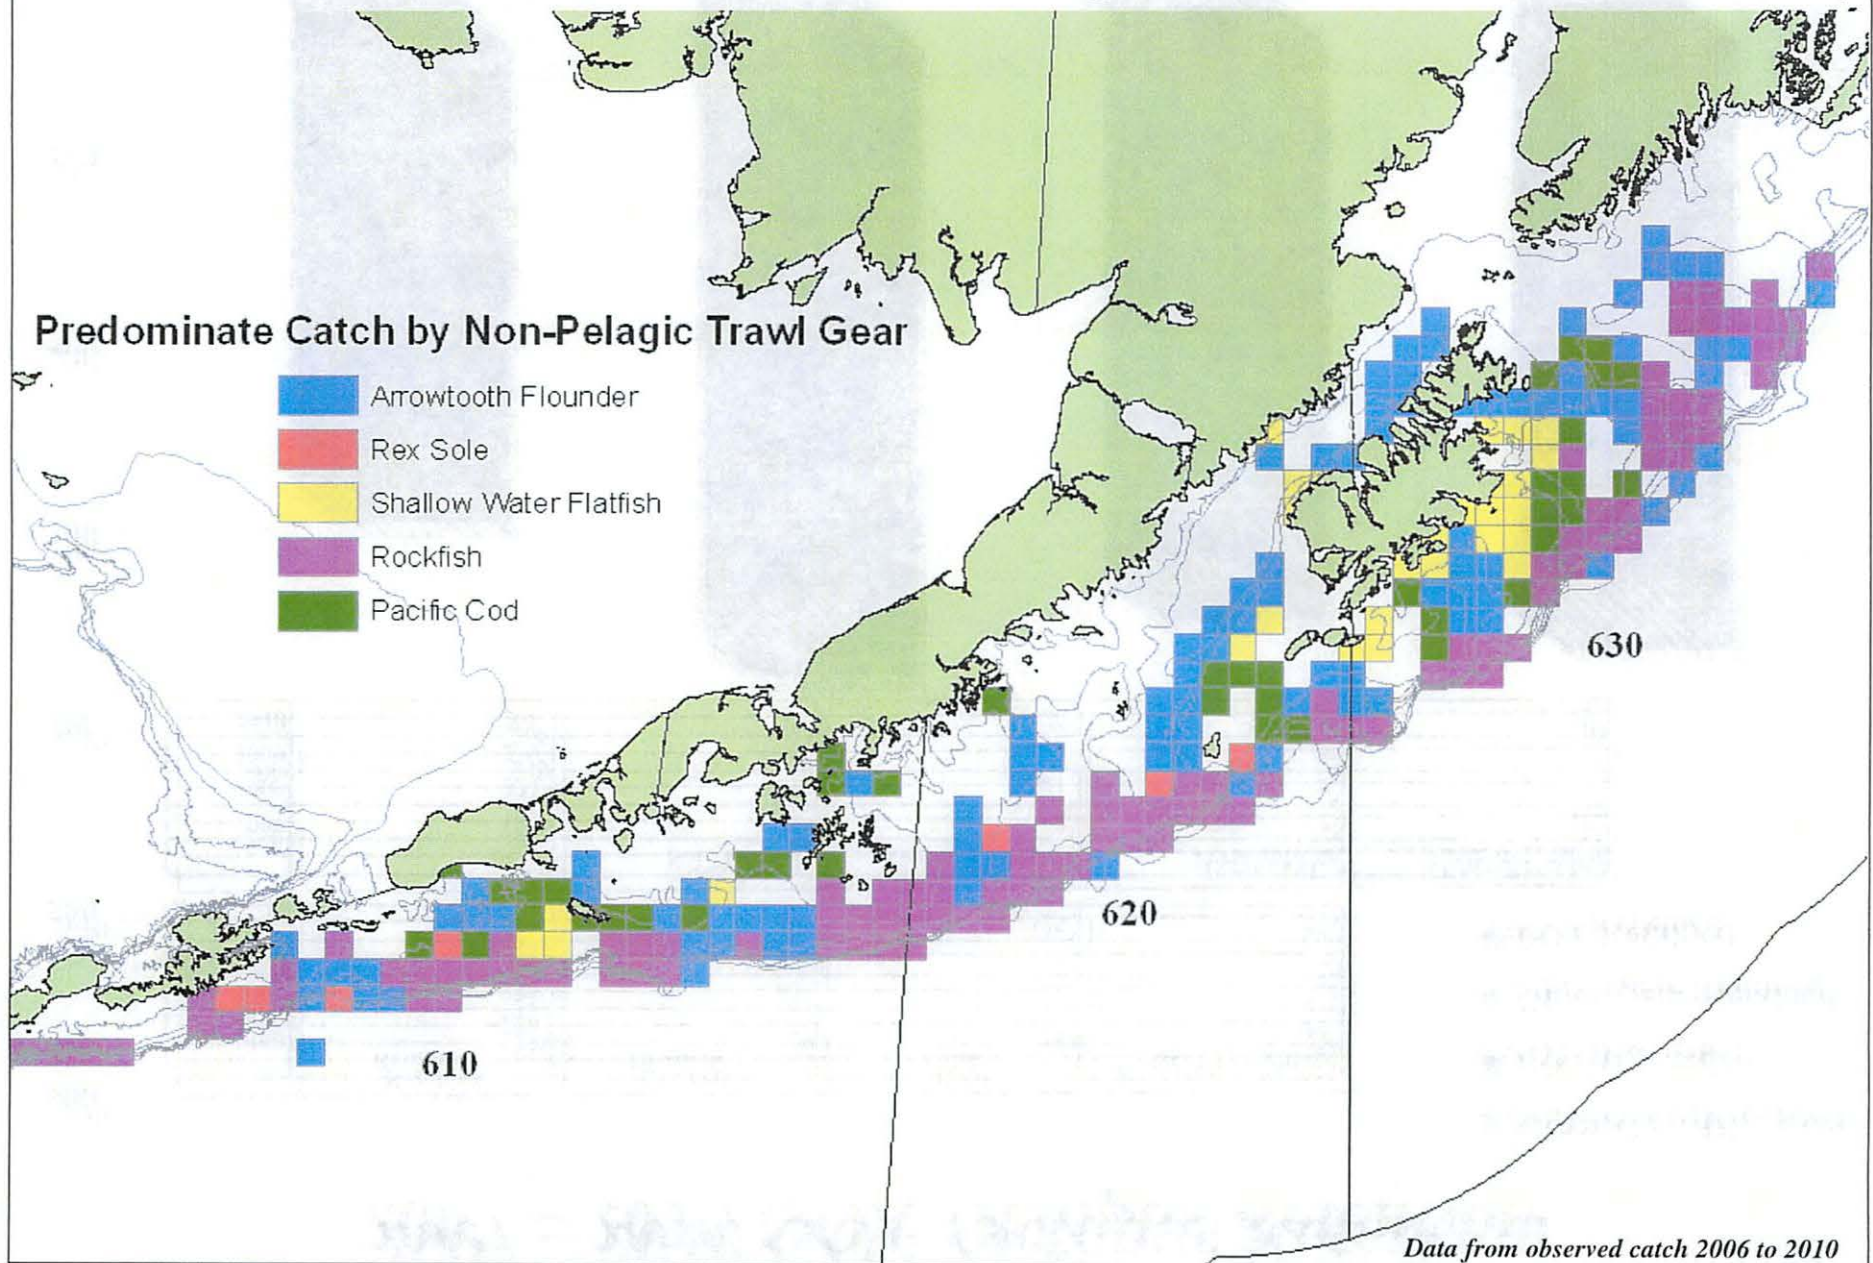 Predominate Catch by Non-Pelagic Trawl Gear
Arrowtooth Flounder
Rex Sole
Shallow Water Flatfish
Rockfish
Pacific Cod
630
620
610
Data from observed catch 2006 to 2010